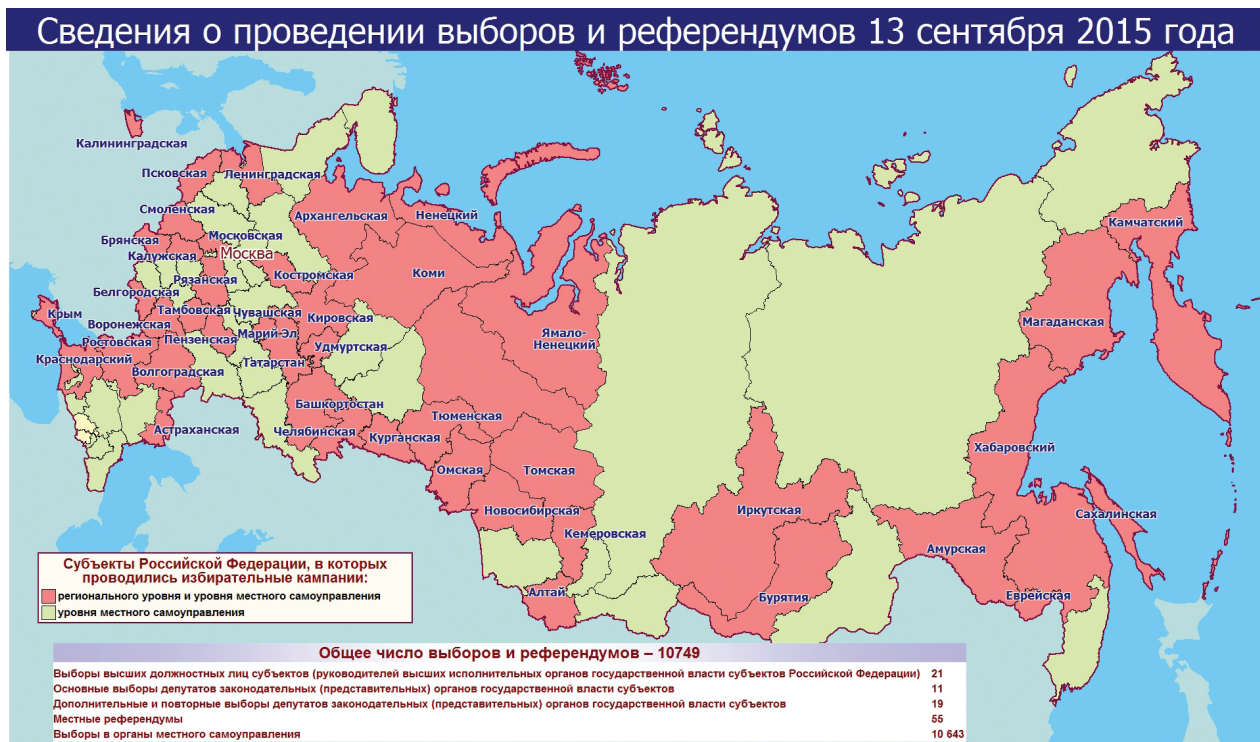 Сведения о проведении выборов и референдумов 13 сентября 2015 года
Калининградская
Псковская
Ленинградская
Смоленская
Архангельская
Ненецкий
Камчатский
Брянская
Московская
Москва
Калужская
Рязанская
Костромская
Коми
Белгородская
Крым
Тамбовская
Чувашская
Кировская
Магаданская
Воронежская
Марий Эл
Ямало-
Ненецкий
Ростовская
Пензенская
Удмуртская
Краснодарский
Волгоградская
Татарстан
Башкортостан
Тюменская
Астраханская
Челябинская
Курганская
Хабаровский
Омская
Томская
Новосибирская
Иркутская
Сахалинская
Кемеровская
Амурская
Алтай
Бурятия
Еврейская
Субъекты Российской Федерации, в которых
проводились избирательные кампании:
регионального уровня и уровня местного самоуправления
уровня местного самоуправления
Общее число выборов и референдумов – 10749
Выборы высших должностных лиц субъектов (руководителей высших исполнительных органов государственной власти субъектов Российской Федерации) 21
Основные выборы депутатов законодательных (представительных) органов государственной власти субъектов 11
Дополнительные и повторные выборы депутатов законодательных (представительных) органов государственной власти субъектов 19
Местные референдумы 55
Выборы в органы местного самоуправления 10 643